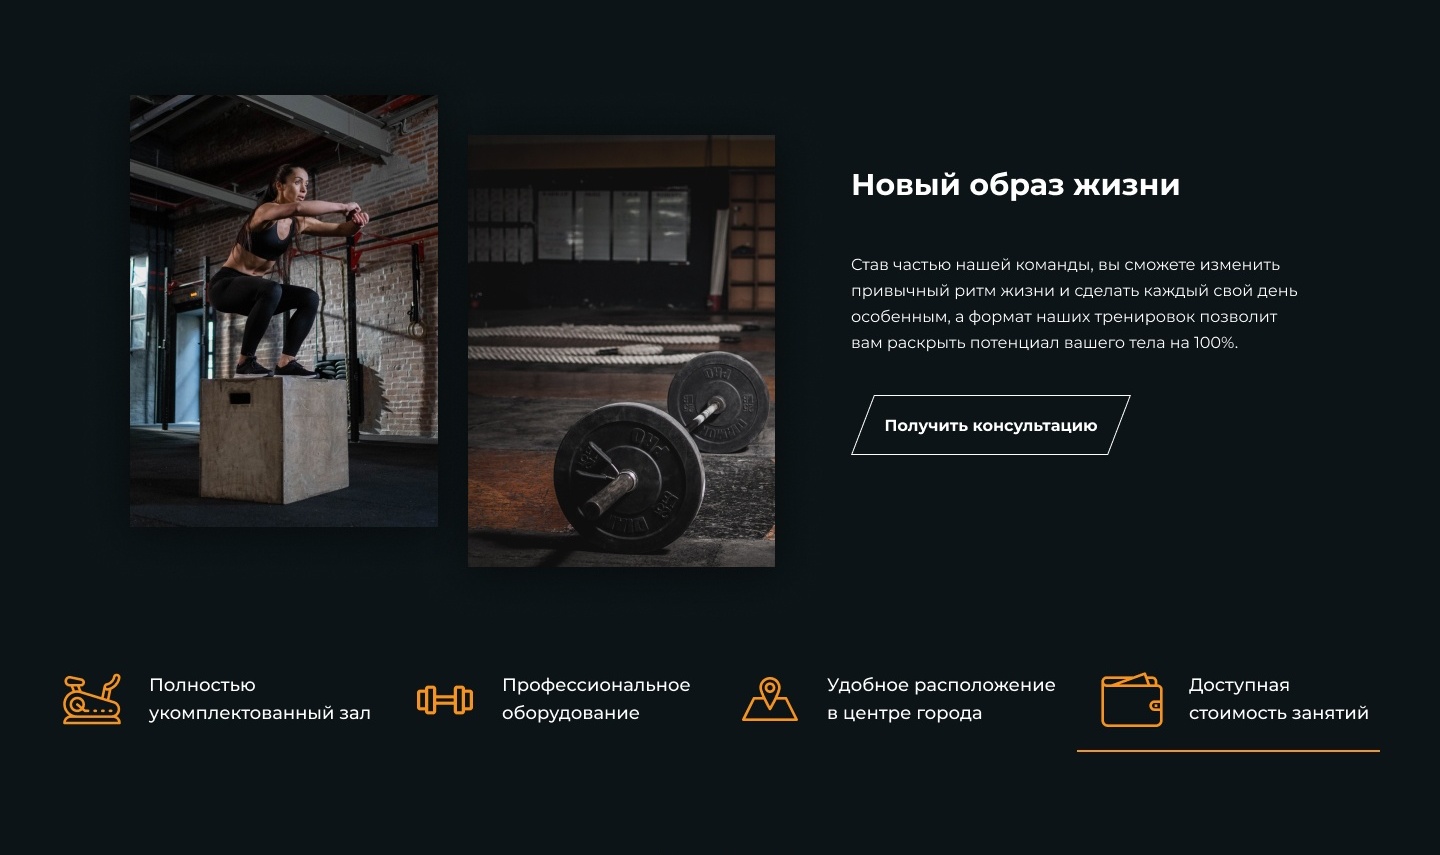 Новый образ жизни
Став частью нашей команды, вы сможете изменить
привычный ритм жизни и сделать каждый свой день
особенным, а формат наших тренировок позволит
вам раскрыть потенциал вашего тела на 100%.
Получить консультацию
Полностью
укомплектованный зал
Профессиональное
оборудование
Удобное расположение
в центре города
Доступная
стоимость занятий